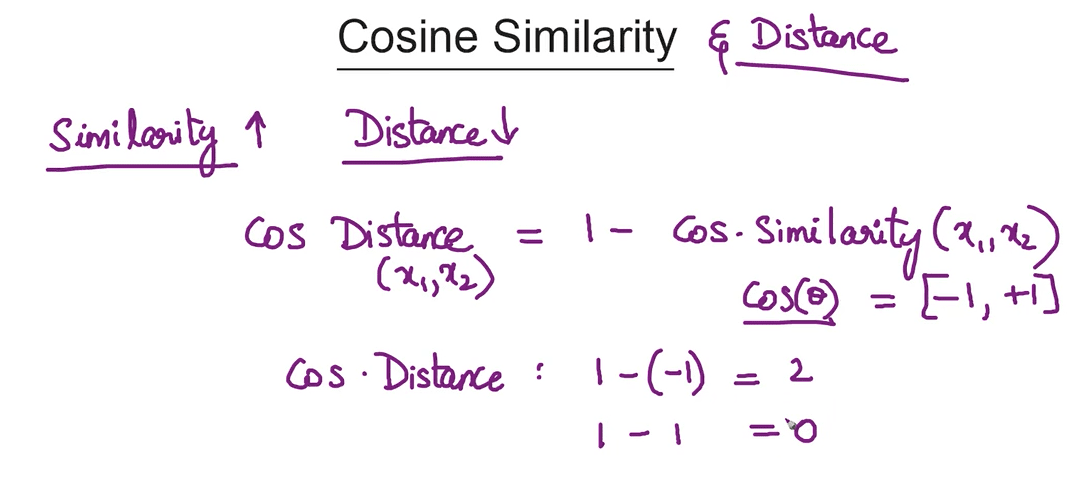 Cosine Similarity & Distance
Similarity ↑ Distance ↓
Cos Distance = 1 - Cos. Similarity (x₁, x₂)
(x₁, x₂)
Cos(θ) = [-1, +1]
Cos. Distance : 1 - (-1) = 2
1 - 1 = 0